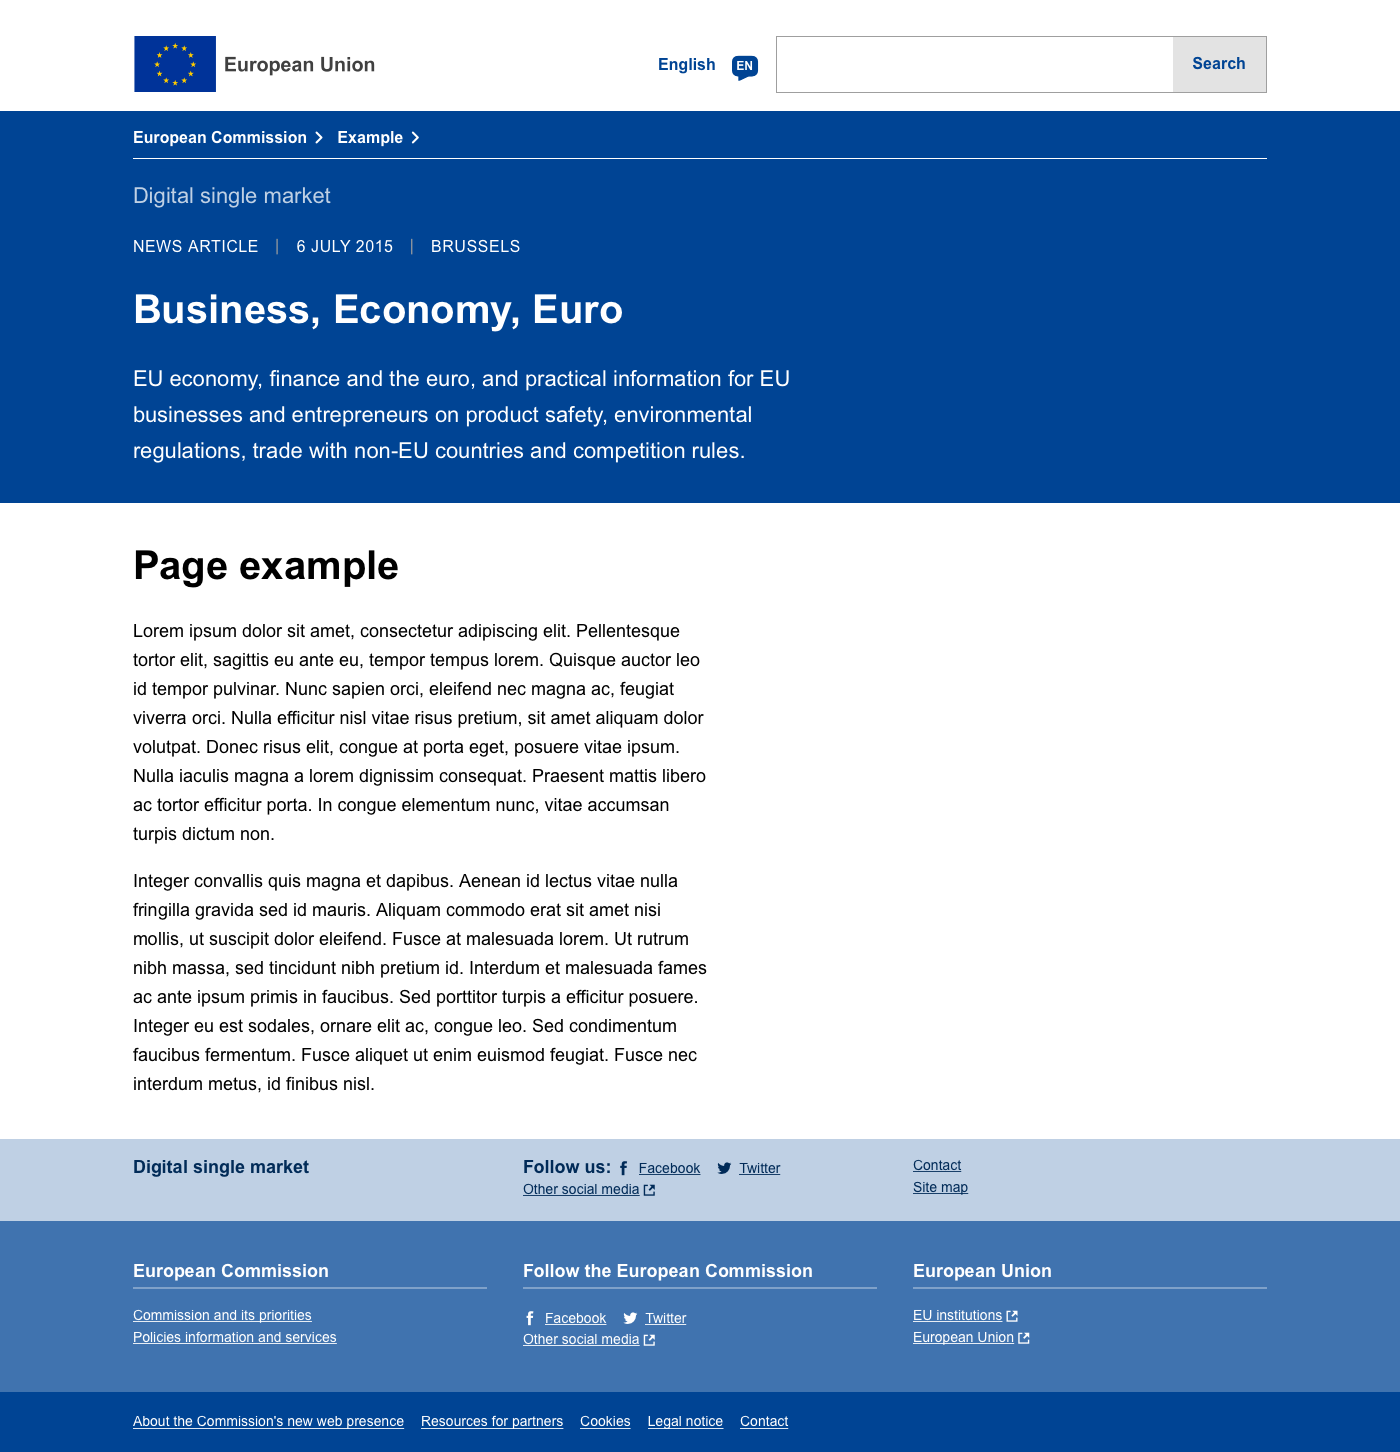 European Union
English EN Search
European Commission Example
Digital single market
NEWS ARTICLE | 6 JULY 2015 | BRUSSELS
Business, Economy, Euro
EU economy, finance and the euro, and practical information for EU
businesses and entrepreneurs on product safety, environmental
regulations, trade with non-EU countries and competition rules.
Page example
Lorem ipsum dolor sit amet, consectetur adipiscing elit. Pellentesque
tortor elit, sagittis eu ante eu, tempor tempus lorem. Quisque auctor leo
id tempor pulvinar. Nunc sapien orci, eleifend nec magna ac, feugiat
viverra orci. Nulla efficitur nisl vitae risus pretium, sit amet aliquam dolor
volutpat. Donec risus elit, congue at porta eget, posuere vitae ipsum.
Nulla iaculis magna a lorem dignissim consequat. Praesent mattis libero
ac tortor efficitur porta. In congue elementum nunc, vitae accumsan
turpis dictum non.
Integer convallis quis magna et dapibus. Aenean id lectus vitae nulla
fringilla gravida sed id mauris. Aliquam commodo erat sit amet nisi
mollis, ut suscipit dolor eleifend. Fusce at malesuada lorem. Ut rutrum
nibh massa, sed tincidunt nibh pretium id. Interdum et malesuada fames
ac ante ipsum primis in faucibus. Sed porttitor turpis a efficitur posuere.
Integer eu est sodales, ornare elit ac, congue leo. Sed condimentum
faucibus fermentum. Fusce aliquet ut enim euismod feugiat. Fusce nec
interdum metus, id finibus nisl.
Digital single market
Follow us: Facebook Twitter
Other social media
Contact
Site map
European Commission
Commission and its priorities
Policies information and services
Follow the European Commission
Facebook Twitter
Other social media
European Union
EU institutions
European Union
About the Commission's new web presence Resources for partners Cookies Legal notice Contact